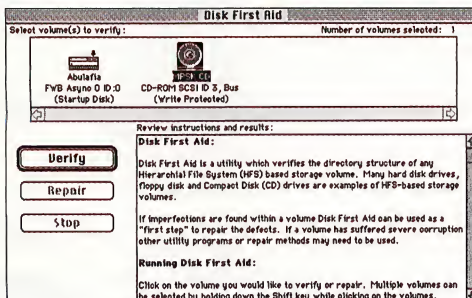 Disk First Aid
Select volume(s) to verify:
Number of volumes selected: 1
Abulafia
FWB Async 0 ID:0
(Startup Disk)
CD-ROM SCSI ID 3, Bus
(Write Protected)
Review instructions and results:
Verify
Repair
Stop
Disk First Aid:
Disk First Aid is a utility which verifies the directory structure of any
Hierarchial File System (HFS) based storage volume. Many hard disk drives,
floppy disk and Compact Disk (CD) drives are examples of HFS-based storage
volumes.
If imperfections are found within a volume Disk First Aid can be used as a
"first step" to repair the defects. If a volume has suffered severe corruption
other utility programs or repair methods may need to be used.
Running Disk First Aid:
Click on the volume you would like to verify or repair. Multiple volumes can
be selected by holding down the Shift key while clicking on the volumes.